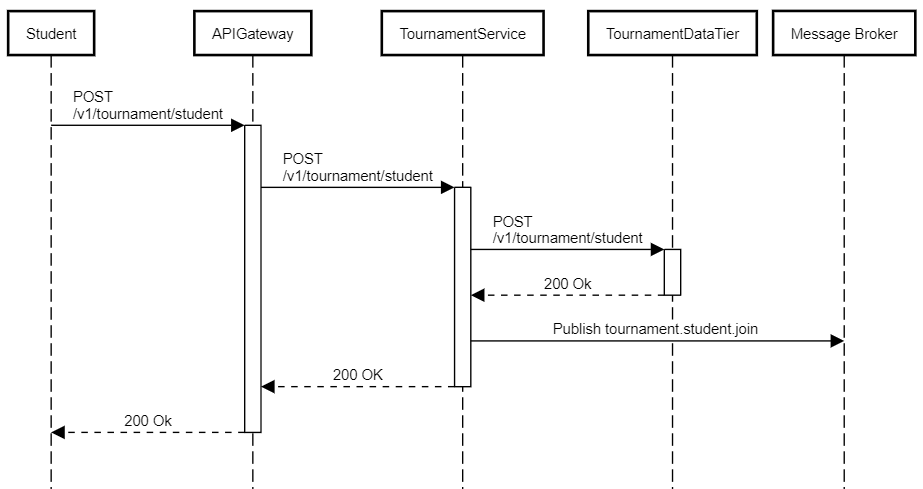 Student
APIGateway
TournamentService
TournamentDataTier
Message Broker
POST
/v1/tournament/student
POST
/v1/tournament/student
POST
/v1/tournament/student
200 Ok
Publish tournament.student.join
200 OK
200 Ok